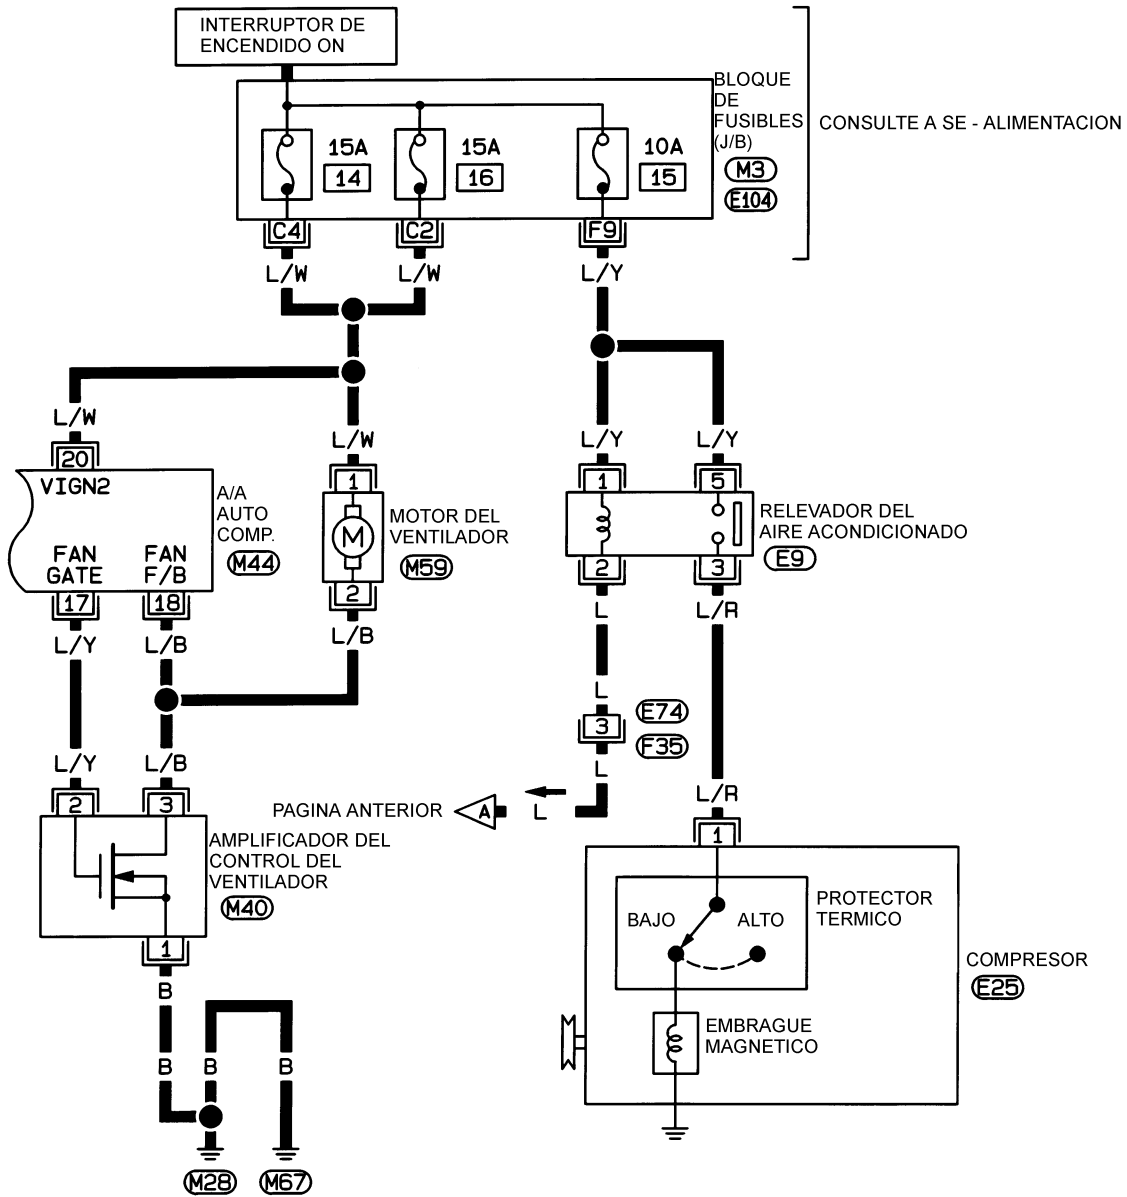 INTERRUPTOR DE
ENCENDIDO ON
BLOQUE
DE
FUSIBLES
(J/B)
M3
E104
CONSULTE A SE - ALIMENTACION
15A
14
15A
16
10A
15
C4
C2
F9
L/W
L/W
L/Y
L/W
L/W
L/Y
L/Y
20
VIGN2
A/A
AUTO
COMP.
M44
FAN
GATE
FAN
F/B
17
18
1
MOTOR DEL
VENTILADOR
M59
M
2
1
5
RELEVADOR DEL
AIRE ACONDICIONADO
E9
2
3
L/Y
L/B
L/B
L
L/R
L
E74
3
F35
L
L/Y
L/B
L/R
PAGINA ANTERIOR
A
L
2
3
AMPLIFICADOR DEL
CONTROL DEL
VENTILADOR
M40
1
1
PROTECTOR
TERMICO
BAJO
ALTO
COMPRESOR
E25
EMBRAGUE
MAGNETICO
B
B
B
B
M28
M67